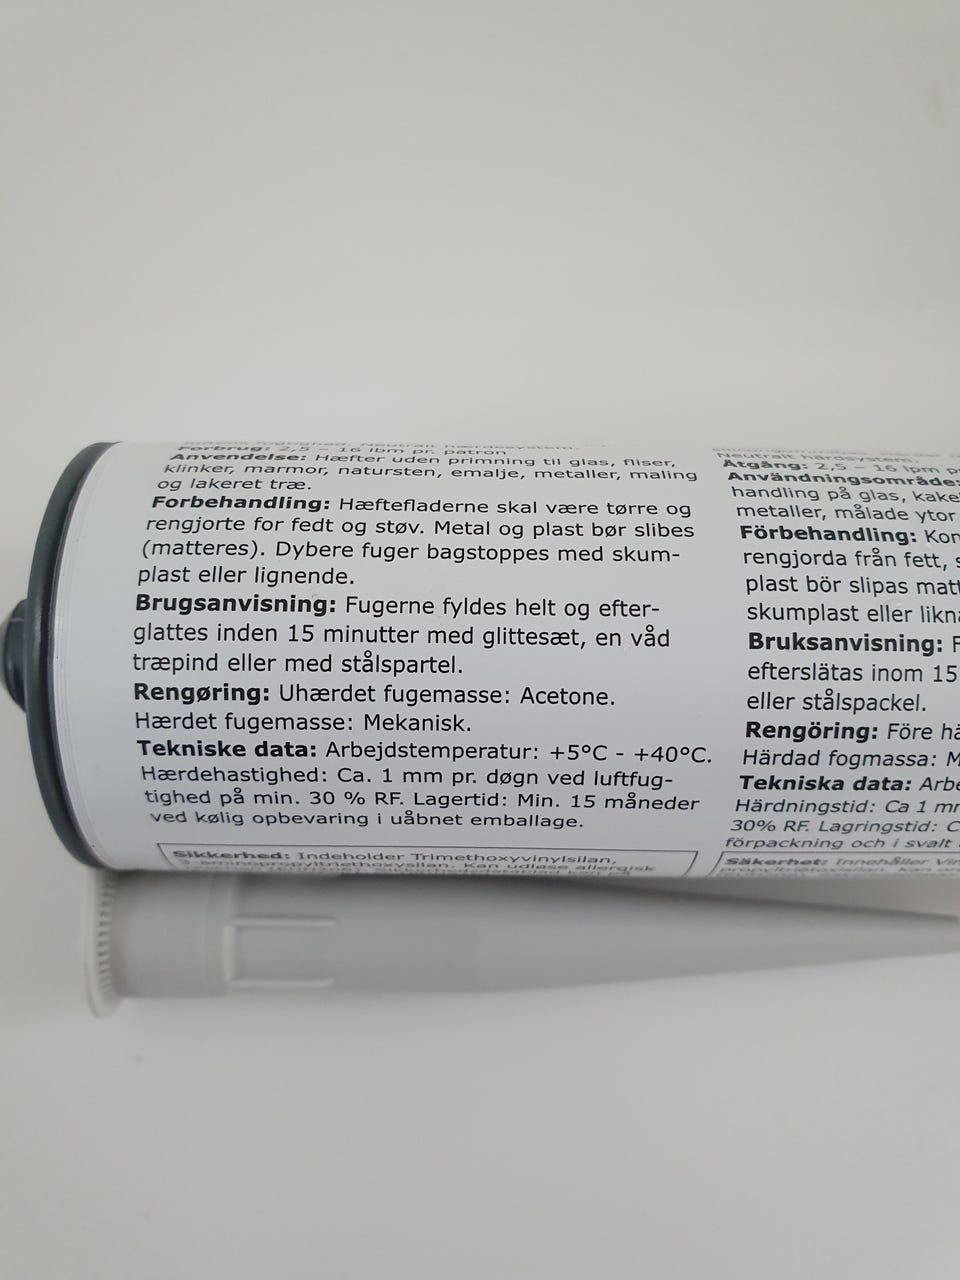 Neutralt hærdesystem.
Forbrug: 2,5 – 16 lbm pr. patron
Anvendelse: Hæfter uden primning til glas, fliser,
klinker, marmor, natursten, emalje, metaller, maling
og lakeret træ.
Forbehandling: Hæftefladerne skal være tørre og
rengjorte for fedt og støv. Metal og plast bør slibes
(matteres). Dybere fuger bagstoppes med skum-
plast eller lignende.
Brugsanvisning: Fugerne fyldes helt og efter-
glattes inden 15 minutter med glittesæt, en våd
træpind eller med stålspartel.
Rengøring: Uhærdet fugemasse: Acetone.
Hærdet fugemasse: Mekanisk.
Tekniske data: Arbejdstemperatur: +5°C - +40°C.
Hærdehastighed: Ca. 1 mm pr. døgn ved luftfug-
tighed på min. 30 % RF. Lagertid: Min. 15 måneder
ved kølig opbevaring i uåbnet emballage.
Sikkerhed: Indeholder Trimethoxyvinylsilan,
3-aminopropyltriethoxysilan. Kan udløse allergisk
Neutralt härdsystem.
Åtgång: 2,5 – 16 lpm p
Användningsområde:
handling på glas, kake
metaller, målade ytor
Förbehandling: Kon
rengjorda från fett, s
plast bör slipas matt
skumplast eller likna
Bruksanvisning: F
efterslätas inom 15
eller stålspackel.
Rengöring: Före hä
Härdad fogmassa: M
Tekniska data: Arbe
Härdningstid: Ca 1 mm
30% RF. Lagringstid: C
förpackning och i svalt
Säkerhet: Innehåller Vin